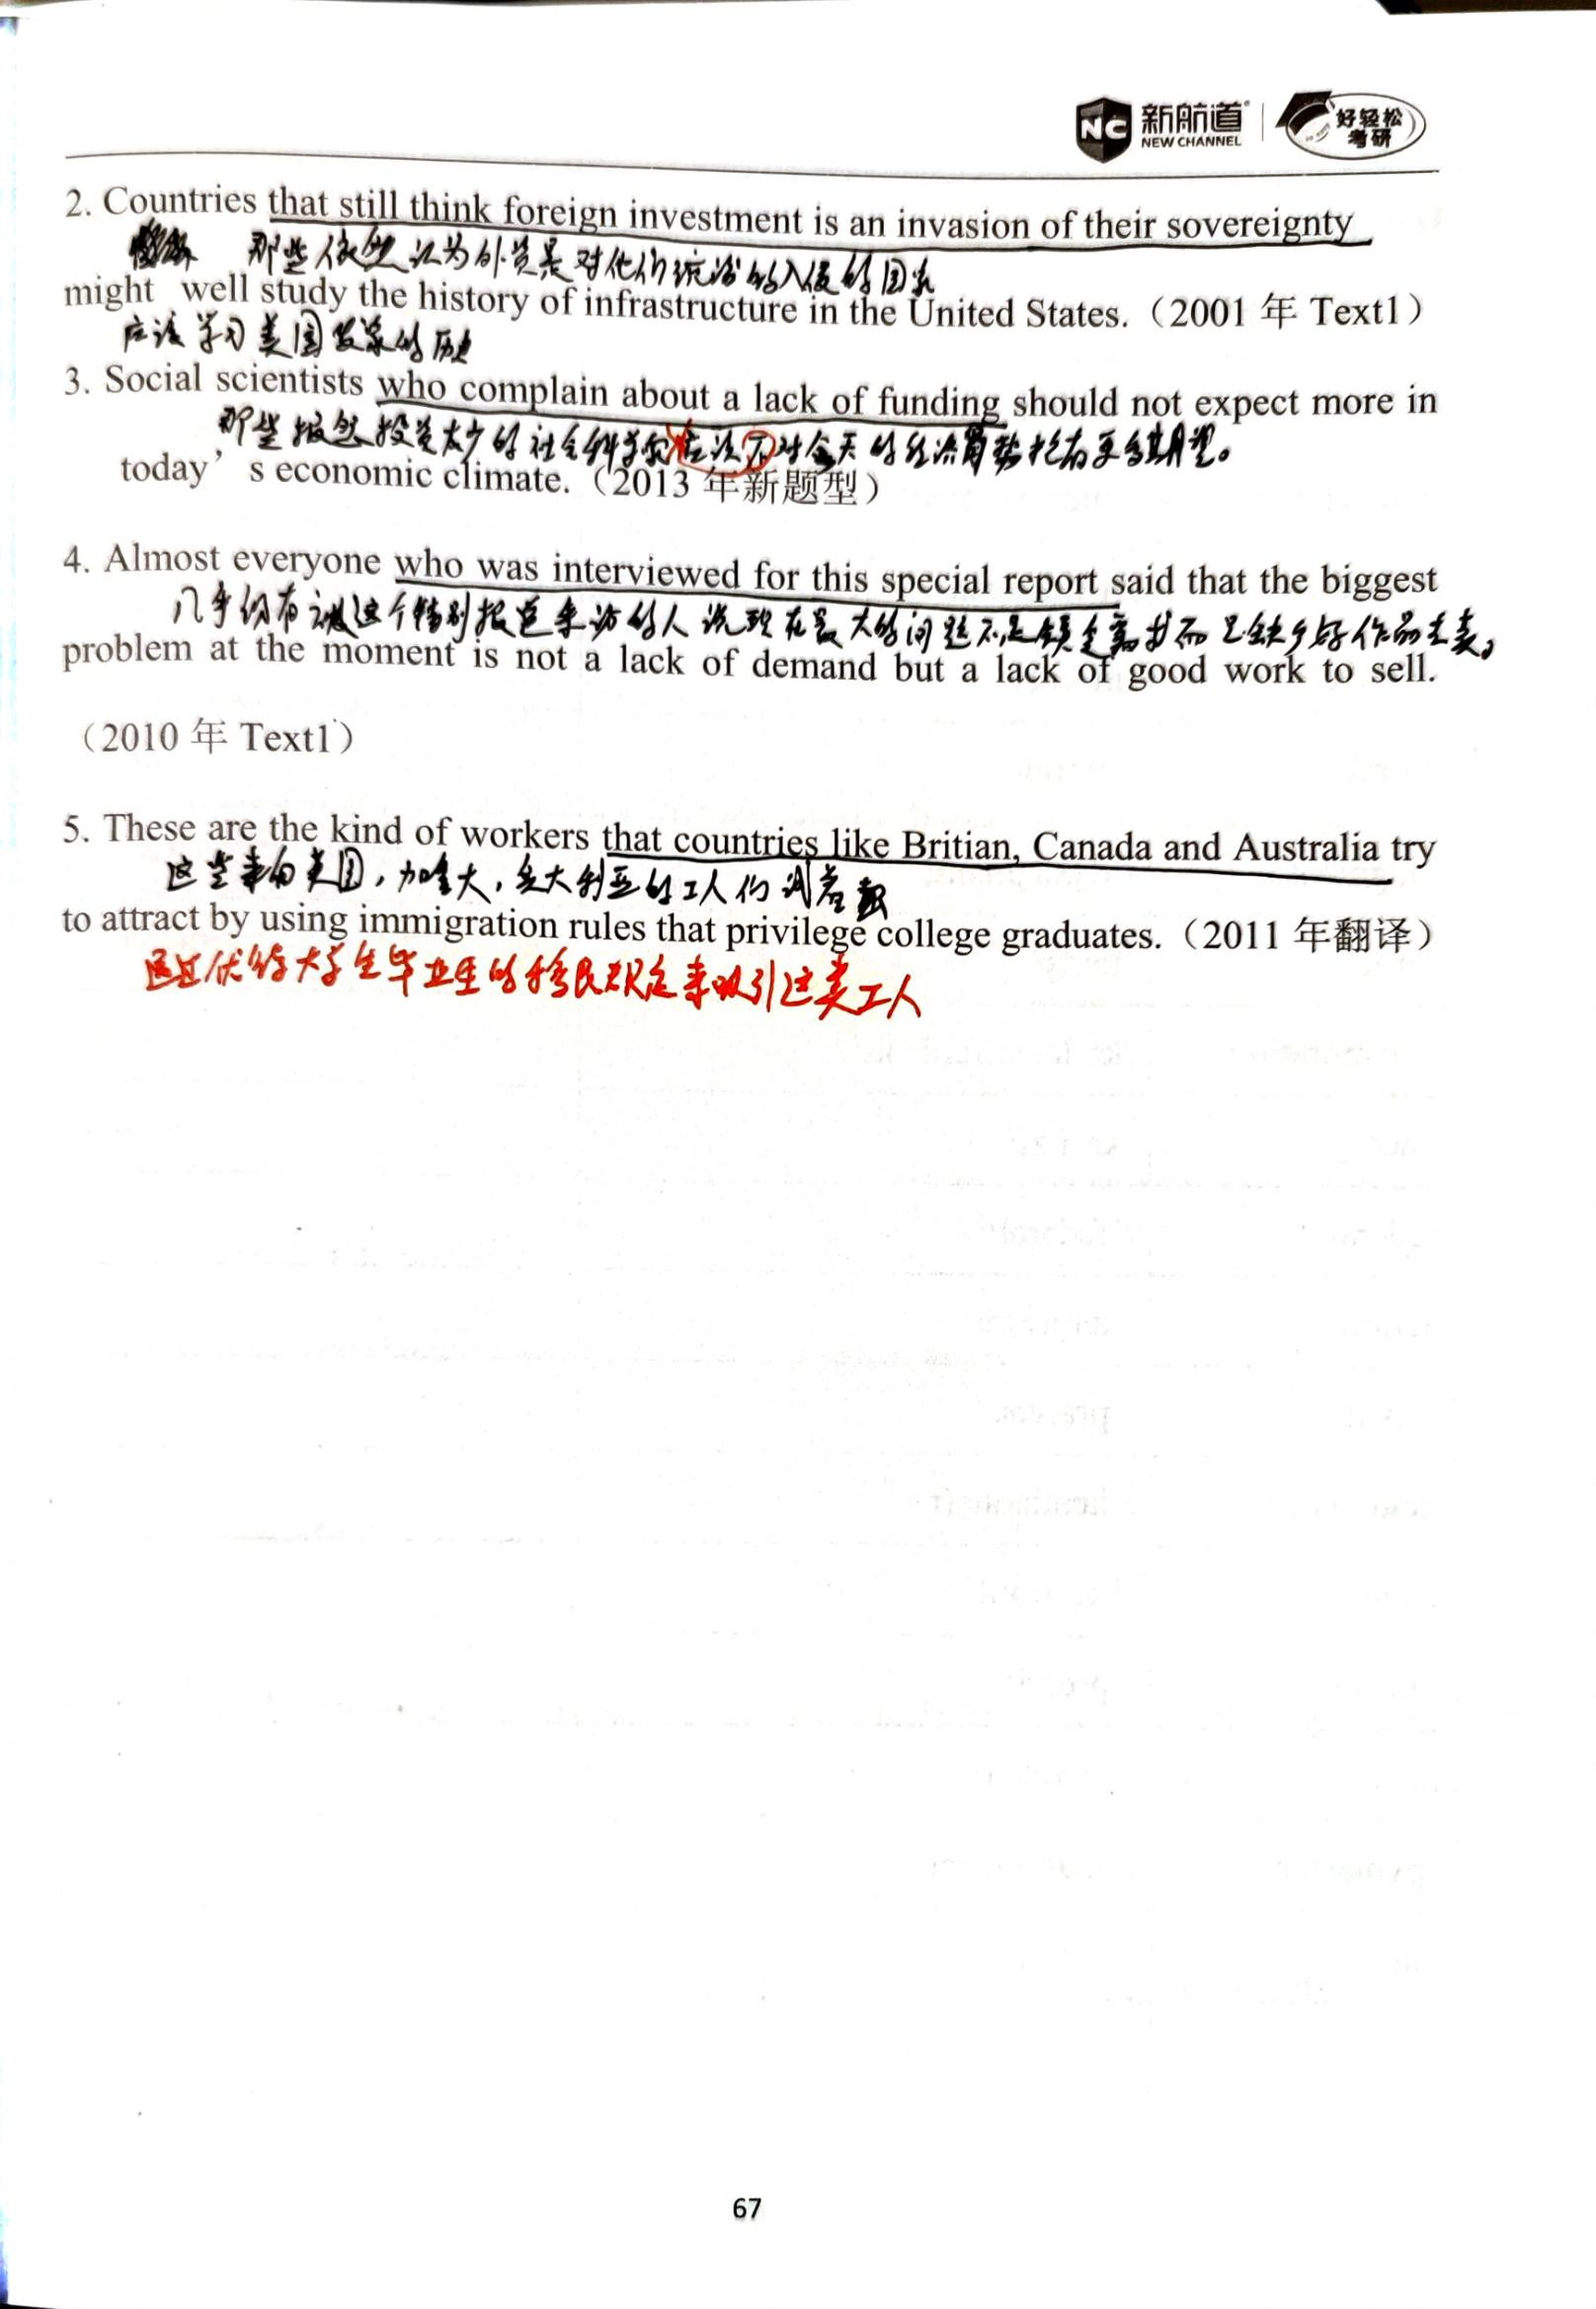 NC 新航道 NEW CHANNEL 好轻松考研
2. Countries that still think foreign investment is an invasion of their sovereignty
那些依然认为外资是对他们统治的入侵的国家
might well study the history of infrastructure in the United States.（2001 年 Text1）
应该学习美国发家的历史
3. Social scientists who complain about a lack of funding should not expect more in
那些报怨投资太少的社会科学家应该不对今天的经济局势抱有更多期望。
today’s economic climate.（2013 年新题型）
4. Almost everyone who was interviewed for this special report said that the biggest
几乎所有被这个特别报道采访的人说现在最大的问题不是缺乏需求而是缺少好作品去卖。
problem at the moment is not a lack of demand but a lack of good work to sell.
（2010 年 Text1）
5. These are the kind of workers that countries like Britian, Canada and Australia try
这些来自美国，加拿大，奥大利亚的工人们试着
to attract by using immigration rules that privilege college graduates.（2011 年翻译）
通过优待大学生毕业生的移民规定来吸引这类工人
67